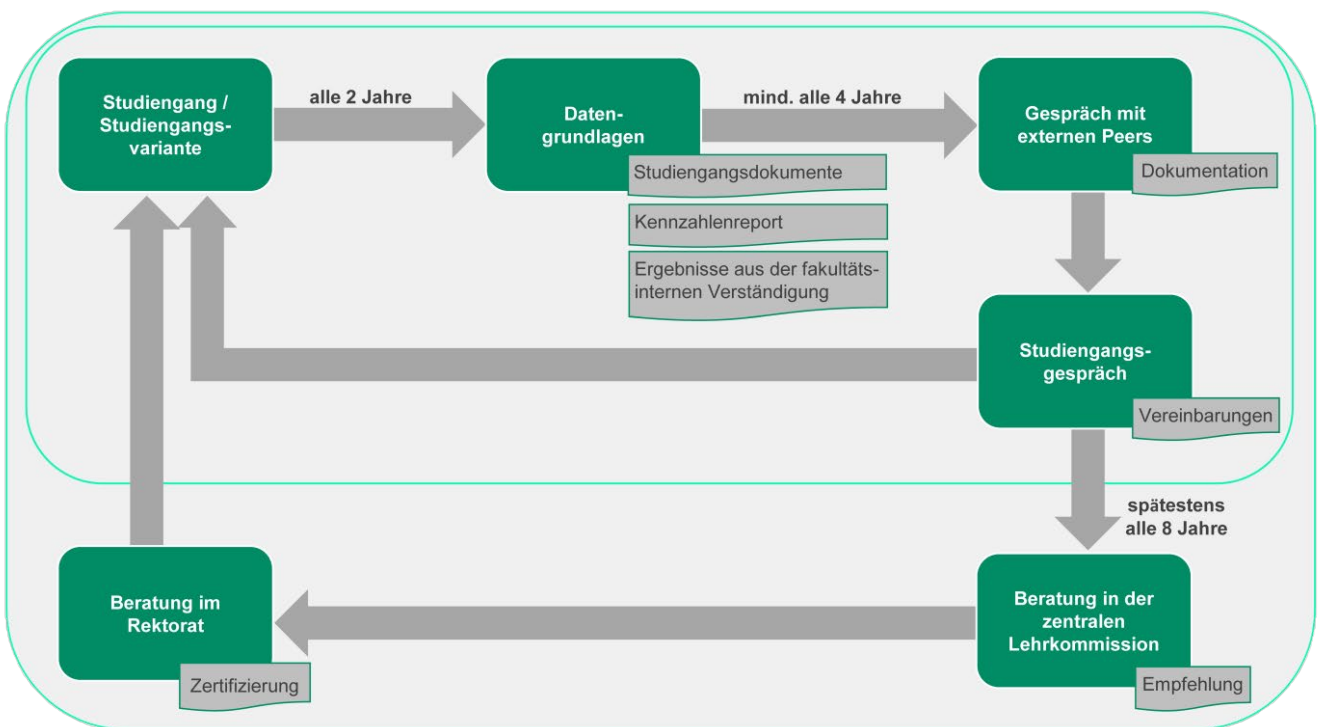 Studiengang /
Studiengangs-
variante
alle 2 Jahre
Daten-
grundlagen
mind. alle 4 Jahre
Gespräch mit
externen Peers
Studiengangsdokumente
Dokumentation
Kennzahlenreport
Ergebnisse aus der fakultäts-
internen Verständigung
Studiengangs-
gespräch
Vereinbarungen
spätestens
alle 8 Jahre
Beratung im
Rektorat
Zertifizierung
Beratung in der
zentralen
Lehrkommission
Empfehlung